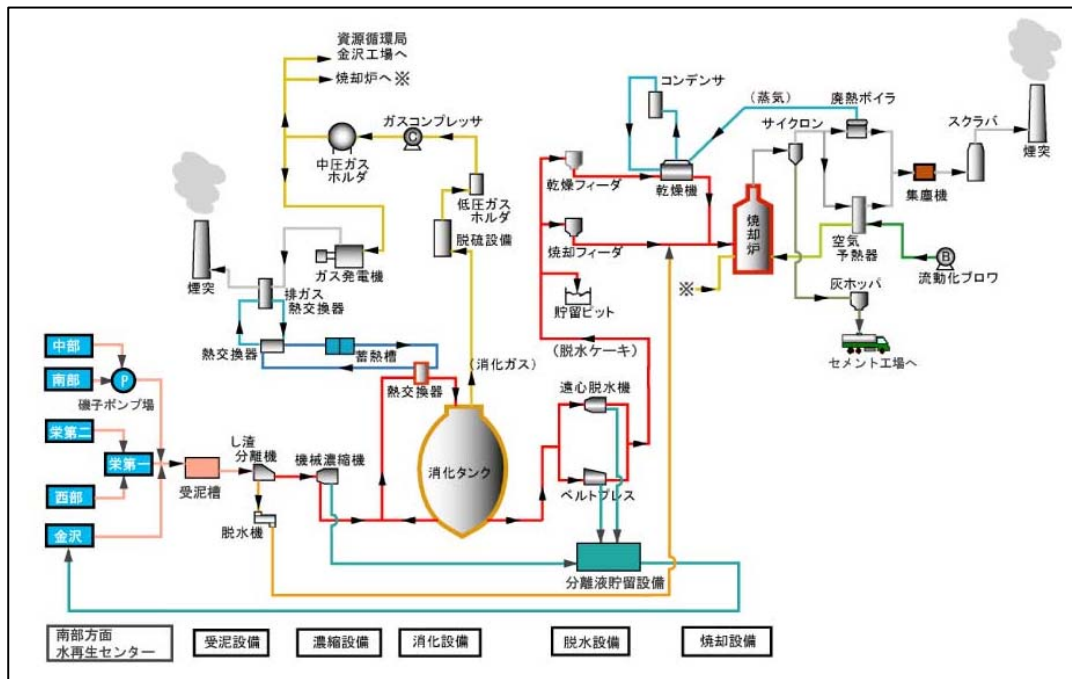 資源循環局
金沢工場へ
焼却炉へ※
ガスコンプレッサ
C
中圧ガス
ホルダ
低圧ガス
ホルダ
脱硫設備
ガス発電機
煙突
排ガス
熱交換器
熱交換器
蓄熱槽
(消化ガス)
熱交換器
コンデンサ
(蒸気)
廃熱ボイラ
サイクロン
スクラバ
煙突
乾燥フィーダ
乾燥機
集塵機
焼却フィーダ
焼却炉
空気
予熱器
B
流動化ブロワ
※
貯留ピット
灰ホッパ
セメント工場へ
(脱水ケーキ)
中部
南部
P
磯子ポンプ場
栄第二
栄第一
西部
金沢
受泥槽
し渣
分離機
脱水機
機械濃縮機
消化タンク
遠心脱水機
ベルトプレス
分離液貯留設備
南部方面
水再生センター
受泥設備
濃縮設備
消化設備
脱水設備
焼却設備